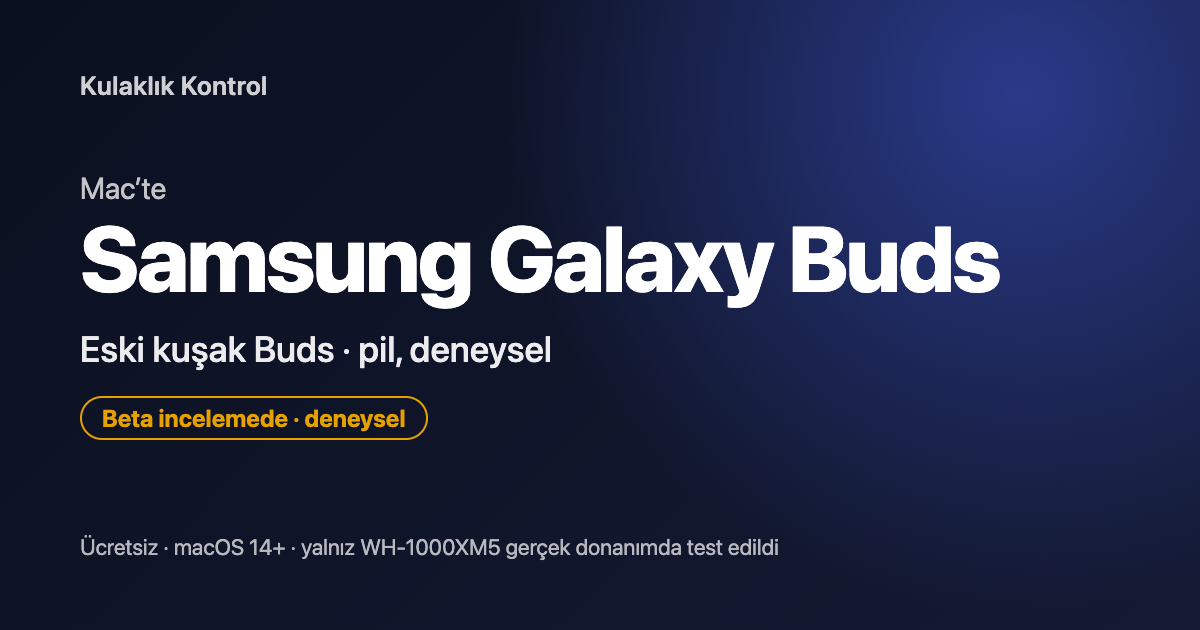 Kulaklık Kontrol
Mac’te
Samsung Galaxy Buds
Eski kuşak Buds · pil, deneysel
Beta incelemede · deneysel
Ücretsiz · macOS 14+ · yalnız WH-1000XM5 gerçek donanımda test edildi